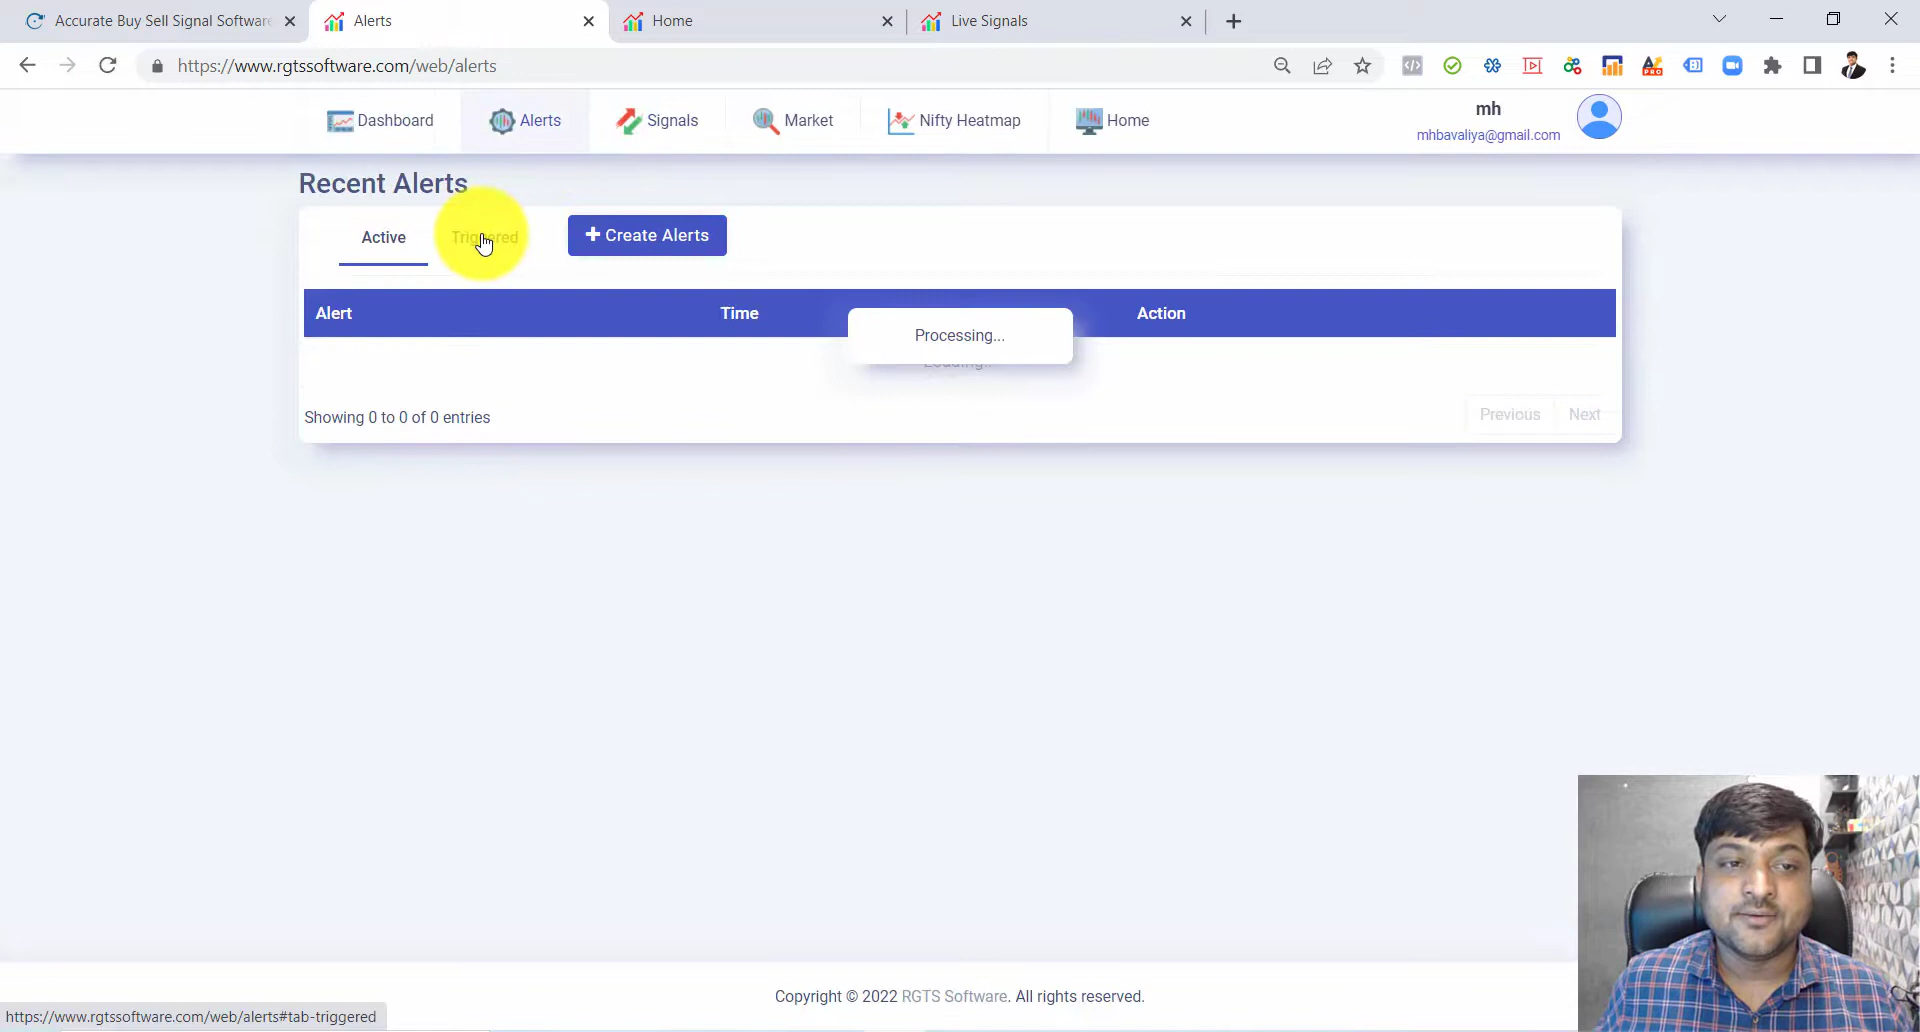 Accurate Buy Sell Signal Software
Alerts
Home
Live Signals
https://www.rgtssoftware.com/web/alerts
Dashboard
Alerts
Signals
Market
Nifty Heatmap
Home
mh
mhbavaliya@gmail.com
Recent Alerts
Active
Triggered
+ Create Alerts
Alert
Time
Action
Processing...
Loading..
Showing 0 to 0 of 0 entries
Previous
Next
Copyright © 2022 RGTS Software. All rights reserved.
https://www.rgtssoftware.com/web/alerts#tab-triggered